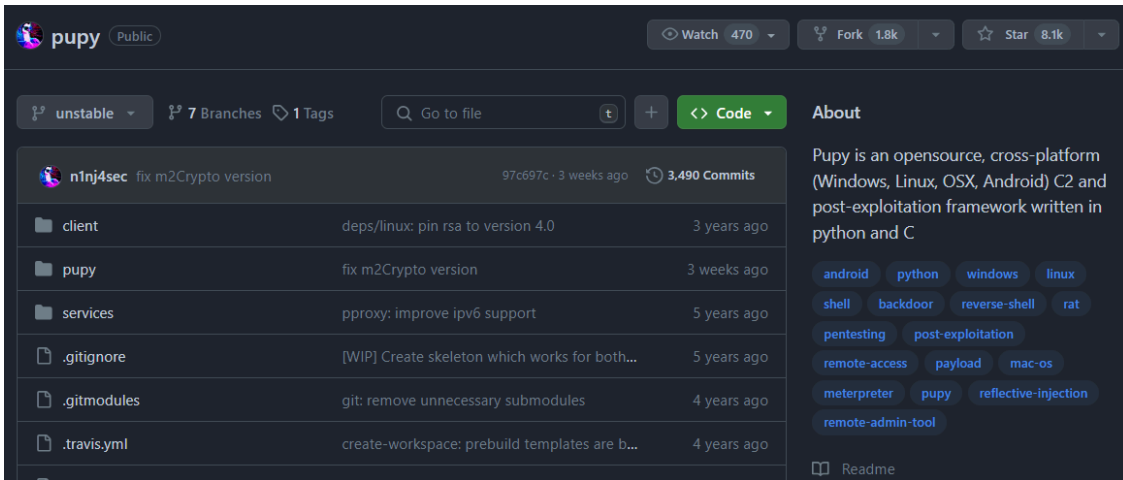 pupy Public Watch 470 Fork 1.8k Star 8.1k
unstable 7 Branches 1 Tags Go to file t + <> Code
n1nj4sec fix m2Crypto version 97c697c · 3 weeks ago 3,490 Commits
client deps/linux: pin rsa to version 4.0 3 years ago
pupy fix m2Crypto version 3 weeks ago
services pproxy: improve ipv6 support 5 years ago
.gitignore [WIP] Create skeleton which works for both... 5 years ago
.gitmodules git: remove unnecessary submodules 4 years ago
.travis.yml create-workspace: prebuild templates are b... 4 years ago
About
Pupy is an opensource, cross-platform
(Windows, Linux, OSX, Android) C2 and
post-exploitation framework written in
python and C
android python windows linux
shell backdoor reverse-shell rat
pentesting post-exploitation
remote-access payload mac-os
meterpreter pupy reflective-injection
remote-admin-tool
Readme